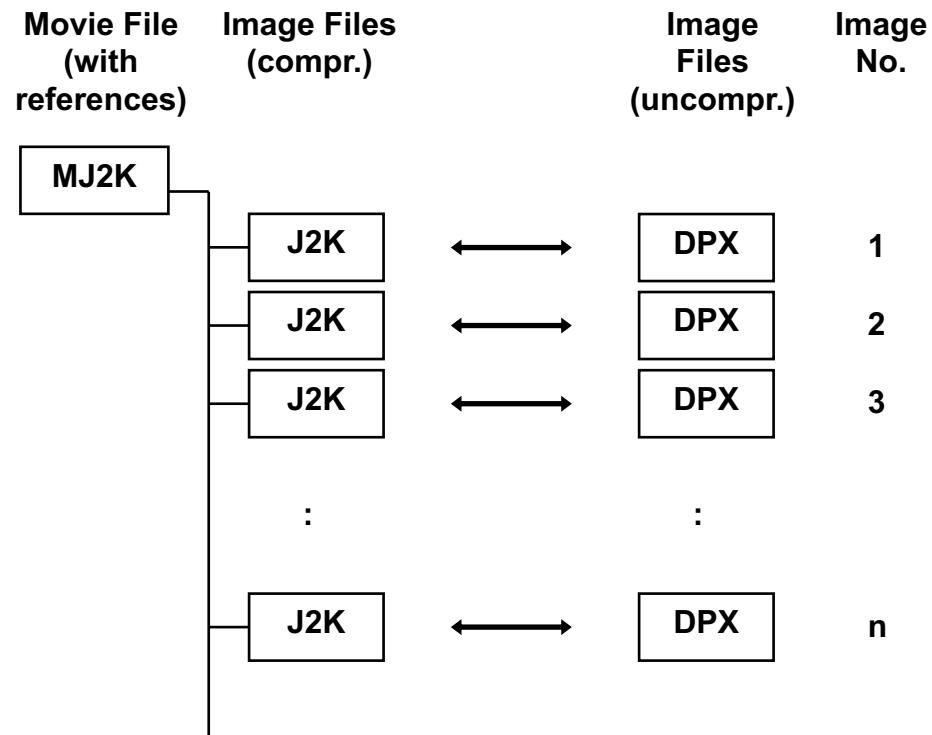 Movie File
(with
references)
Image Files
(compr.)
Image
Files
(uncompr.)
Image
No.
MJ2K
J2K
DPX
1
J2K
DPX
2
J2K
DPX
3
:
:
J2K
DPX
n